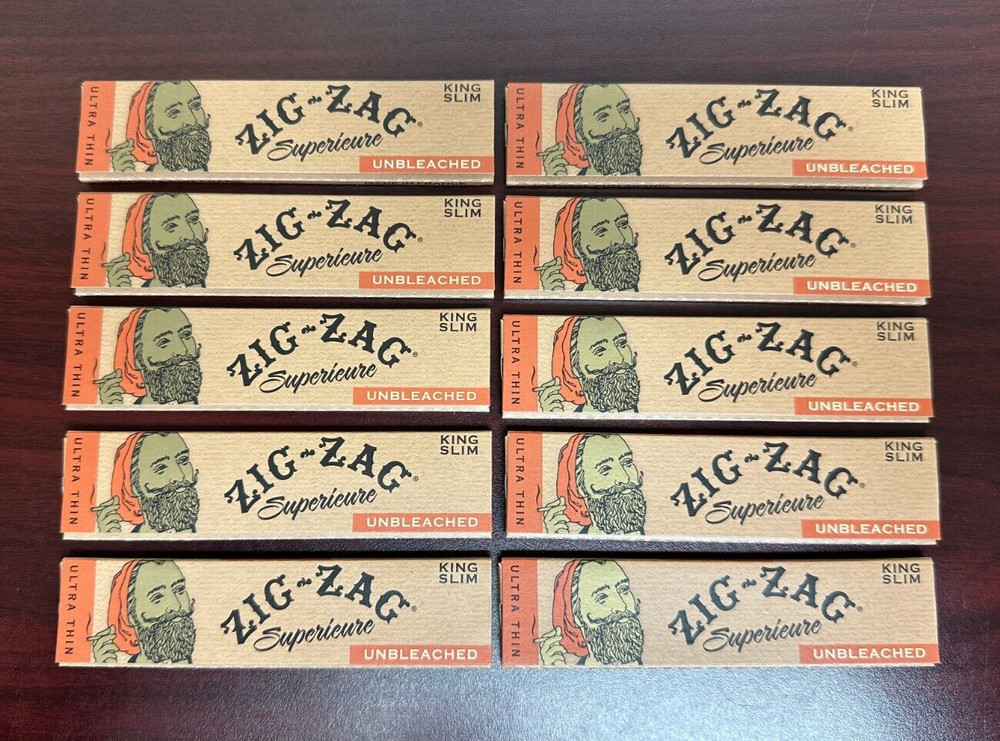 ULTRA THIN
ZIG-ZAG®
Superieure
KING
SLIM
UNBLEACHED
ULTRA THIN
ZIG-ZAG®
Superieure
KING
SLIM
UNBLEACHED
ULTRA THIN
ZIG-ZAG®
Superieure
KING
SLIM
UNBLEACHED
ULTRA THIN
ZIG-ZAG®
Superieure
KING
SLIM
UNBLEACHED
ULTRA THIN
ZIG-ZAG®
Superieure
KING
SLIM
UNBLEACHED
ULTRA THIN
ZIG-ZAG®
Superieure
KING
SLIM
UNBLEACHED
ULTRA THIN
ZIG-ZAG®
Superieure
KING
SLIM
UNBLEACHED
ULTRA THIN
ZIG-ZAG®
Superieure
KING
SLIM
UNBLEACHED
ULTRA THIN
ZIG-ZAG®
Superieure
KING
SLIM
UNBLEACHED
ULTRA THIN
ZIG-ZAG®
Superieure
KING
SLIM
UNBLEACHED